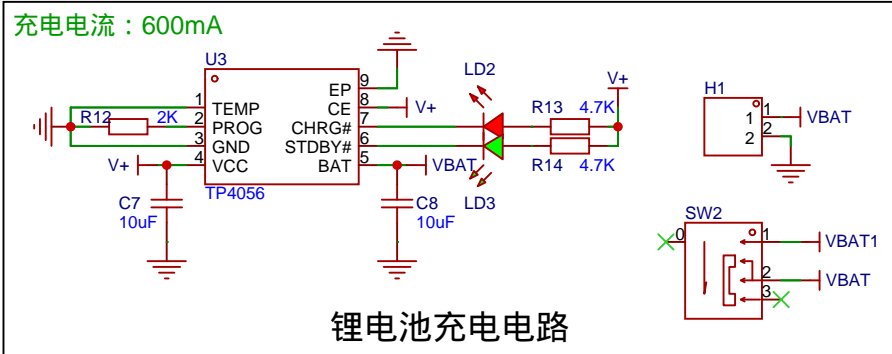 充电电流：600mA
U3
LD2
V+
H1
EP 9
1 TEMP
CE 8 V+
R13 4.7K
1 1 VBAT
R12 2K
2 PROG
CHRG# 7
2 2
3 GND
STDBY# 6
V+
4 VCC
BAT 5 VBAT
R14 4.7K
TP4056
LD3
C7
10uF
C8
10uF
SW2
0
1 VBAT1
2 VBAT
3
锂电池充电电路